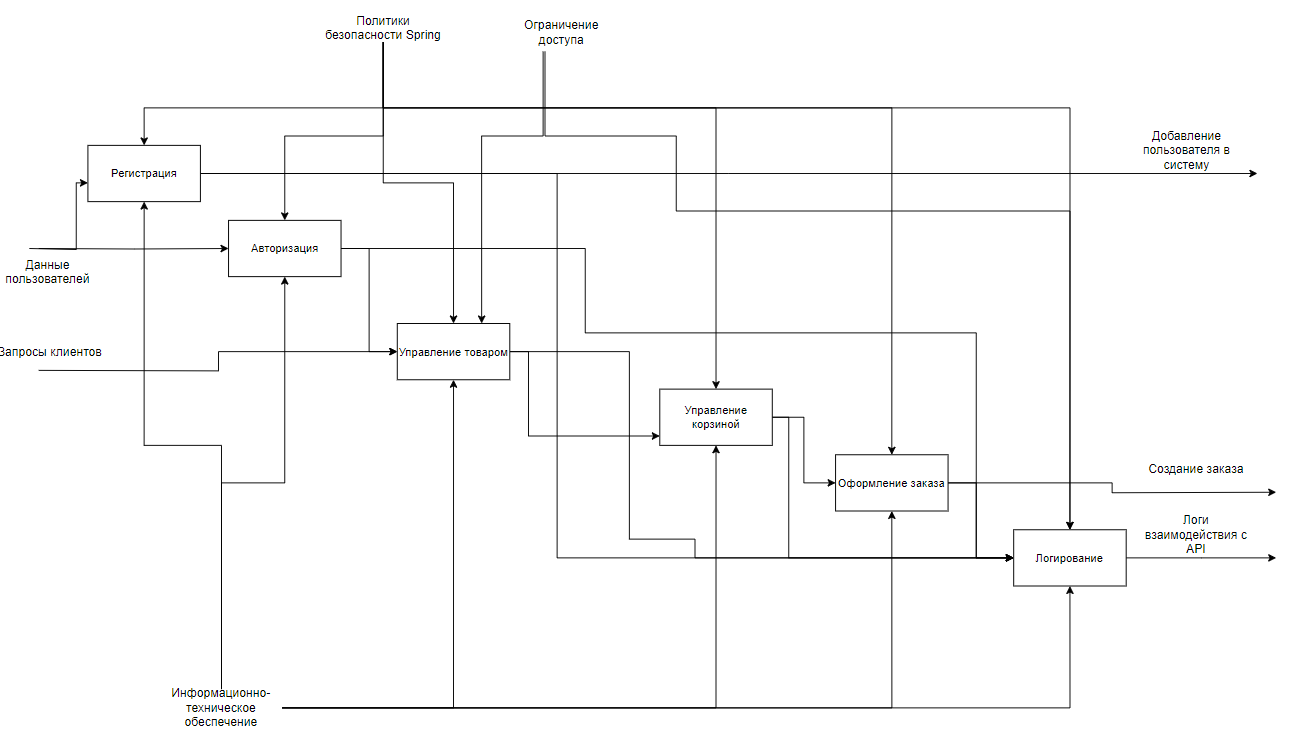 Политики
безопасности Spring
Ограничение
доступа
Добавление
пользователя в
систему
Регистрация
Авторизация
Данные
пользователей
Запросы клиентов
Управление товаром
Управление
корзиной
Создание заказа
Оформление заказа
Логи
взаимодействия с
API
Логирование
Информационно-
техническое
обеспечение